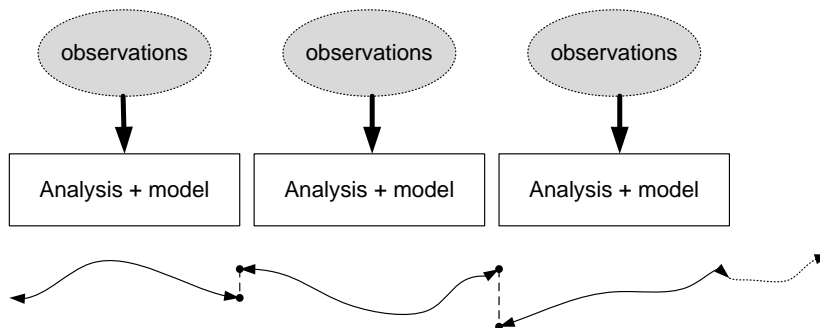 observations
observations
observations
Analysis + model
Analysis + model
Analysis + model